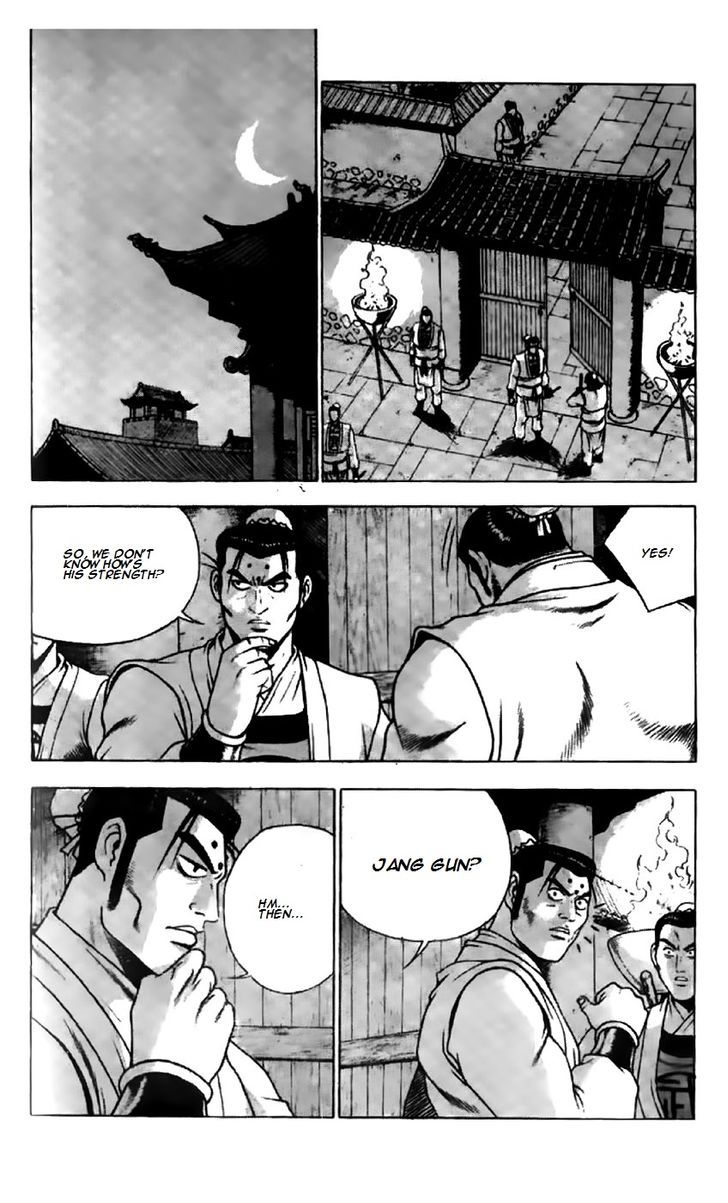 SO, WE DON'T
KNOW HOW'S
HIS STRENGTH?
YES!
HM...
THEN...
JANG GUN?